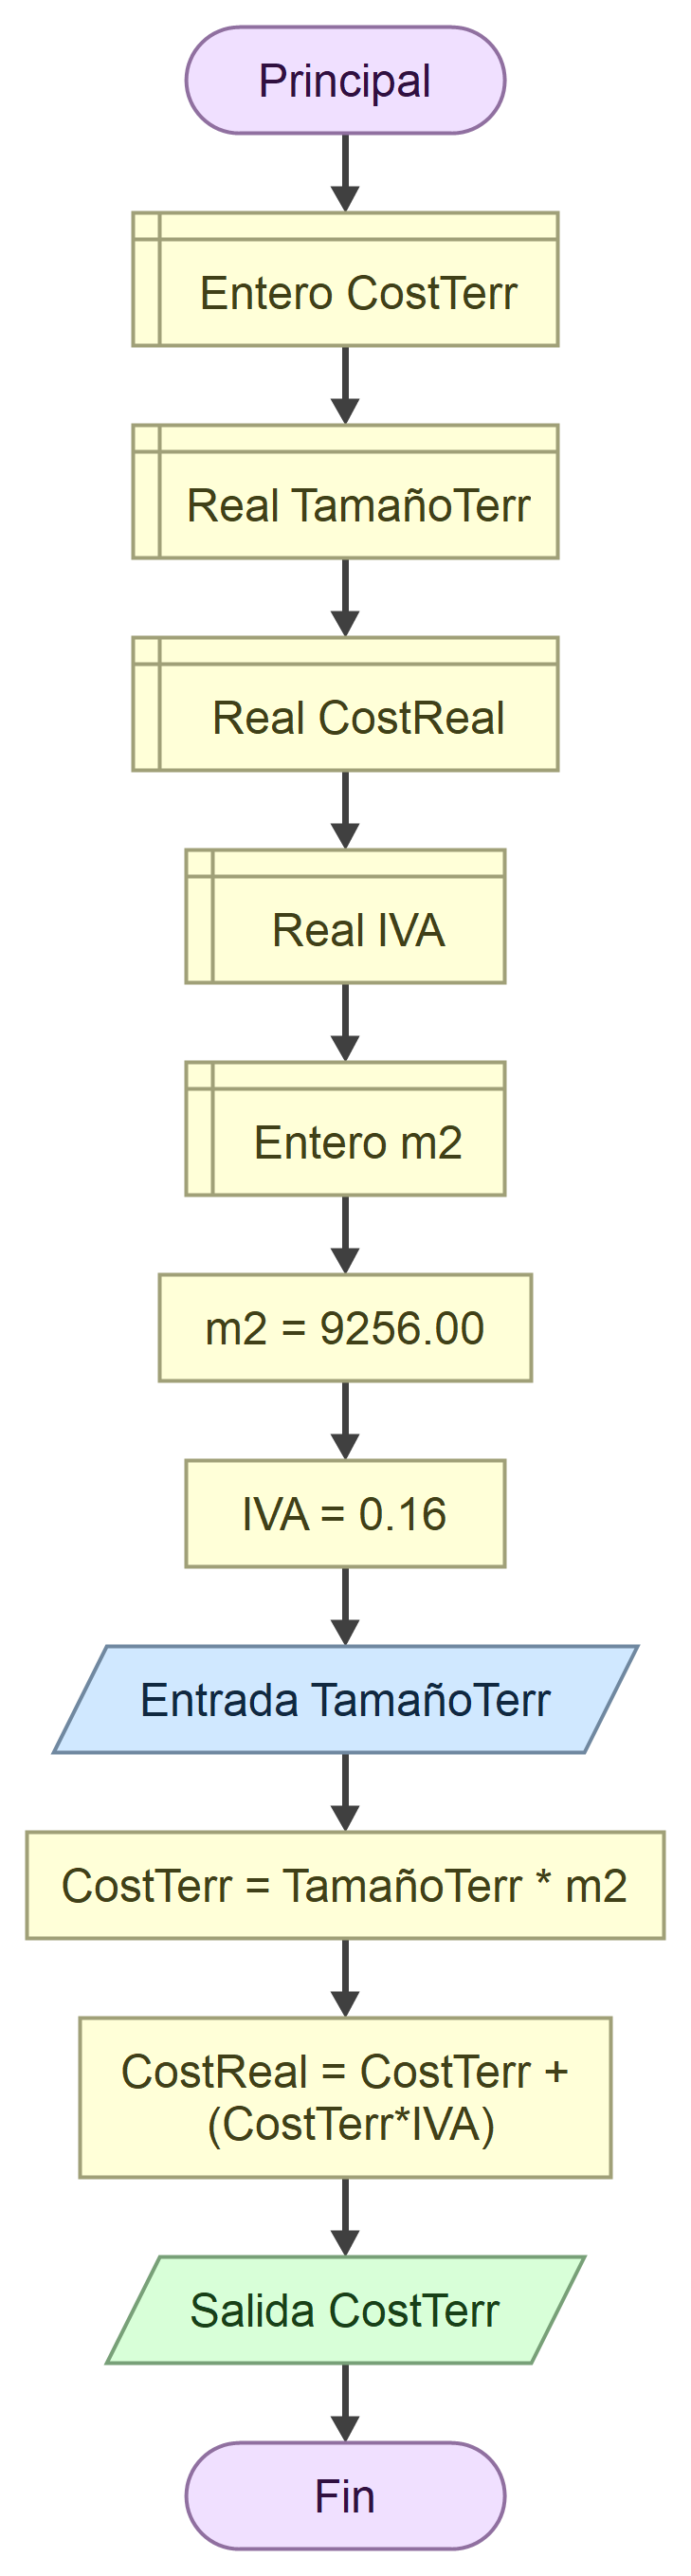 Principal
Entero CostTerr
Real TamañoTerr
Real CostReal
Real IVA
Entero m2
m2 = 9256.00
IVA = 0.16
Entrada TamañoTerr
CostTerr = TamañoTerr * m2
CostReal = CostTerr +
(CostTerr*IVA)
Salida CostTerr
Fin